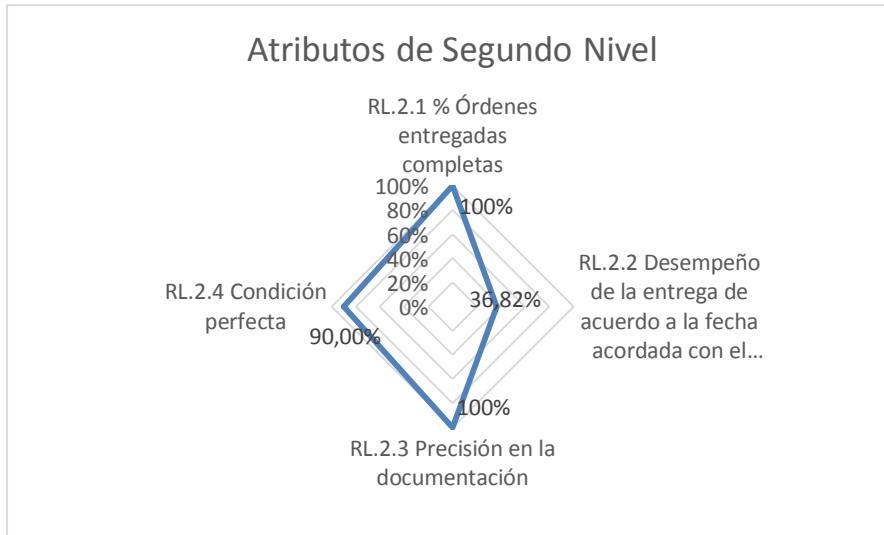 Atributos de Segundo Nivel
RL.2.1 % Órdenes
entregadas
completas
100%
80%
60%
40%
20%
0%
100%
36,82%
100%
90,00%
RL.2.2 Desempeño
de la entrega de
acuerdo a la fecha
acordada con el...
RL.2.3 Precisión en la
documentación
RL.2.4 Condición
perfecta